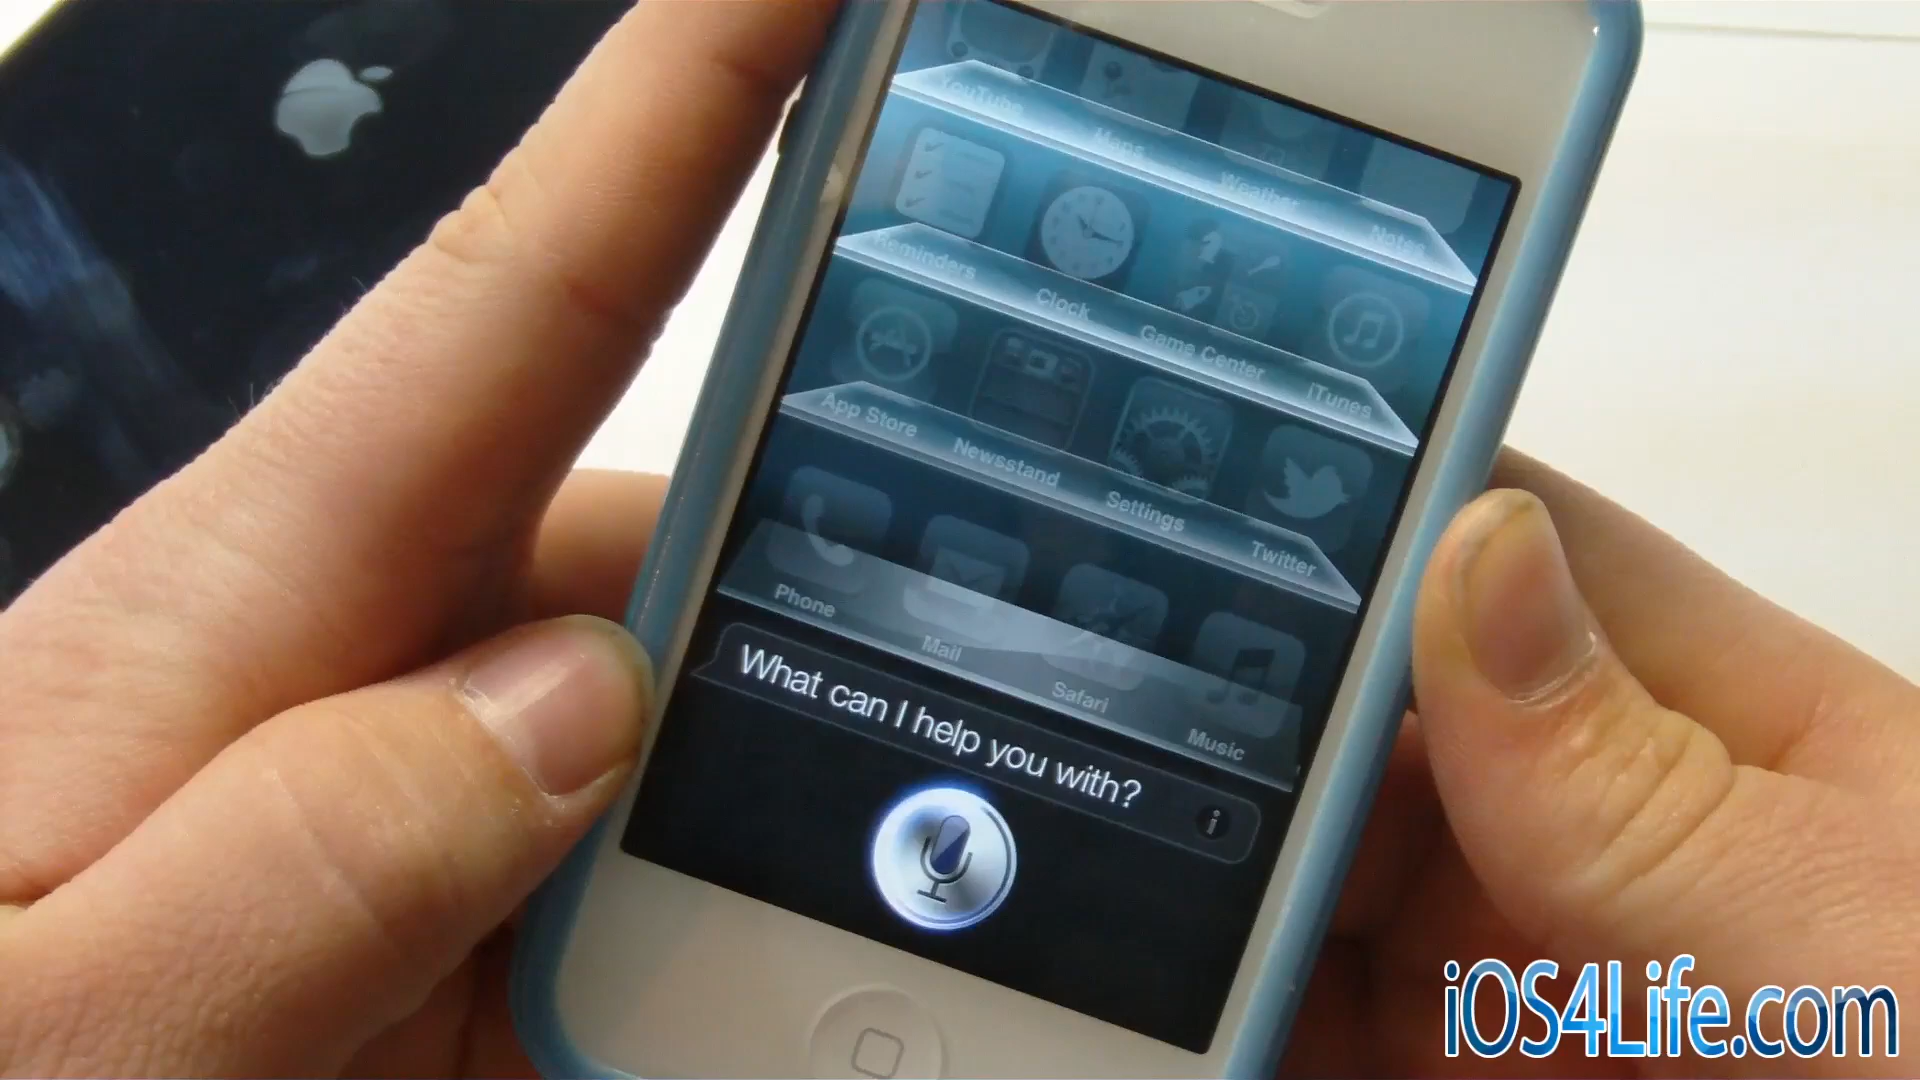 YouTube Maps Weather Notes
Reminders Clock Game Center iTunes
App Store Newsstand Settings Twitter
Phone Mail Safari Music
What can I help you with?
i
iOS4Life.com